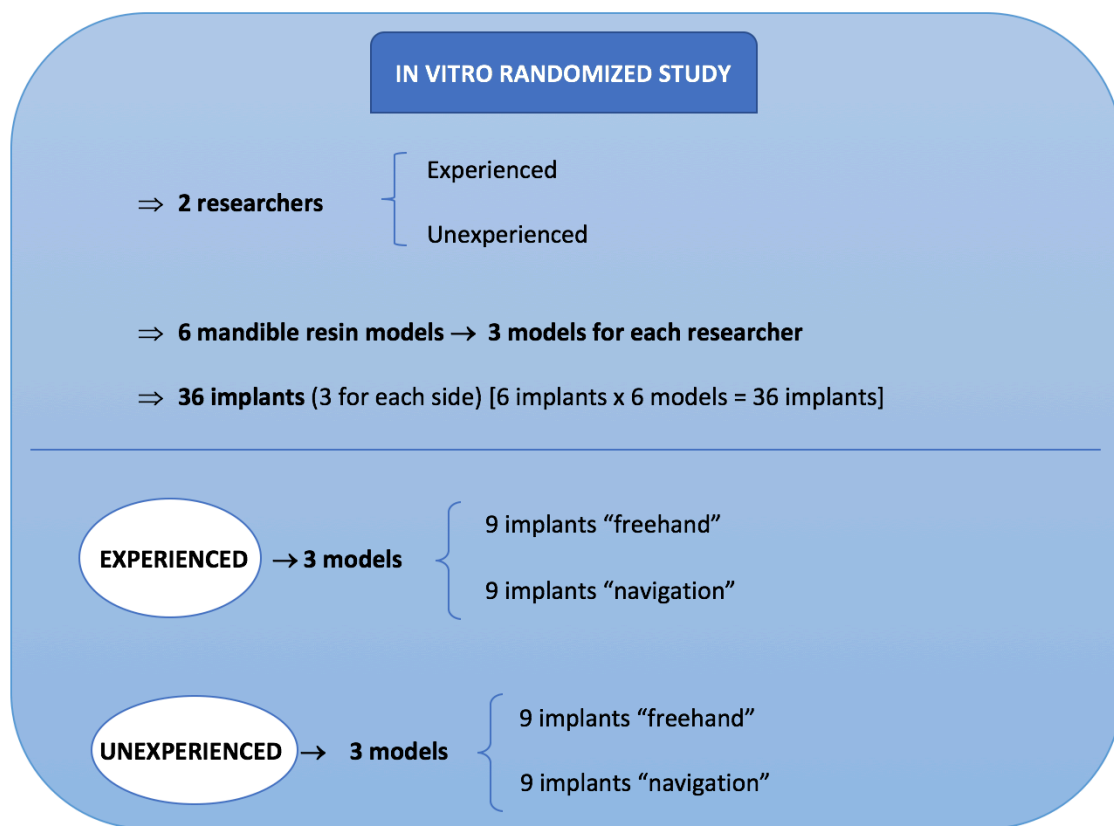 IN VITRO RANDOMIZED STUDY
⇒ 2 researchers
Experienced
Unexperienced
⇒ 6 mandible resin models → 3 models for each researcher
⇒ 36 implants (3 for each side) [6 implants x 6 models = 36 implants]
EXPERIENCED → 3 models
9 implants “freehand”
9 implants “navigation”
UNEXPERIENCED → 3 models
9 implants “freehand”
9 implants “navigation”